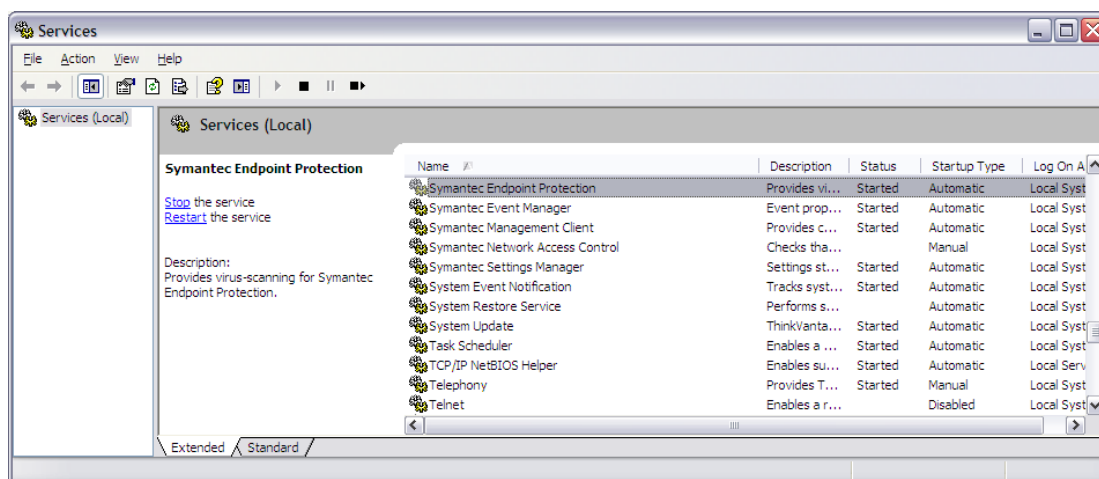 Services
File Action View Help
Services (Local)
Services (Local)
Symantec Endpoint Protection
Stop the service
Restart the service
Description:
Provides virus-scanning for Symantec
Endpoint Protection.
Name Description Status Startup Type Log On A
Symantec Endpoint Protection Provides vi... Started Automatic Local Syst
Symantec Event Manager Event prop... Started Automatic Local Syst
Symantec Management Client Provides c... Started Automatic Local Syst
Symantec Network Access Control Checks tha... Manual Local Syst
Symantec Settings Manager Settings st... Started Automatic Local Syst
System Event Notification Tracks syst... Started Automatic Local Syst
System Restore Service Performs s... Automatic Local Syst
System Update ThinkVanta... Started Automatic Local Syst
Task Scheduler Enables a ... Started Automatic Local Syst
TCP/IP NetBIOS Helper Enables su... Started Automatic Local Serv
Telephony Provides T... Started Manual Local Syst
Telnet Enables a r... Disabled Local Syst
Extended Standard